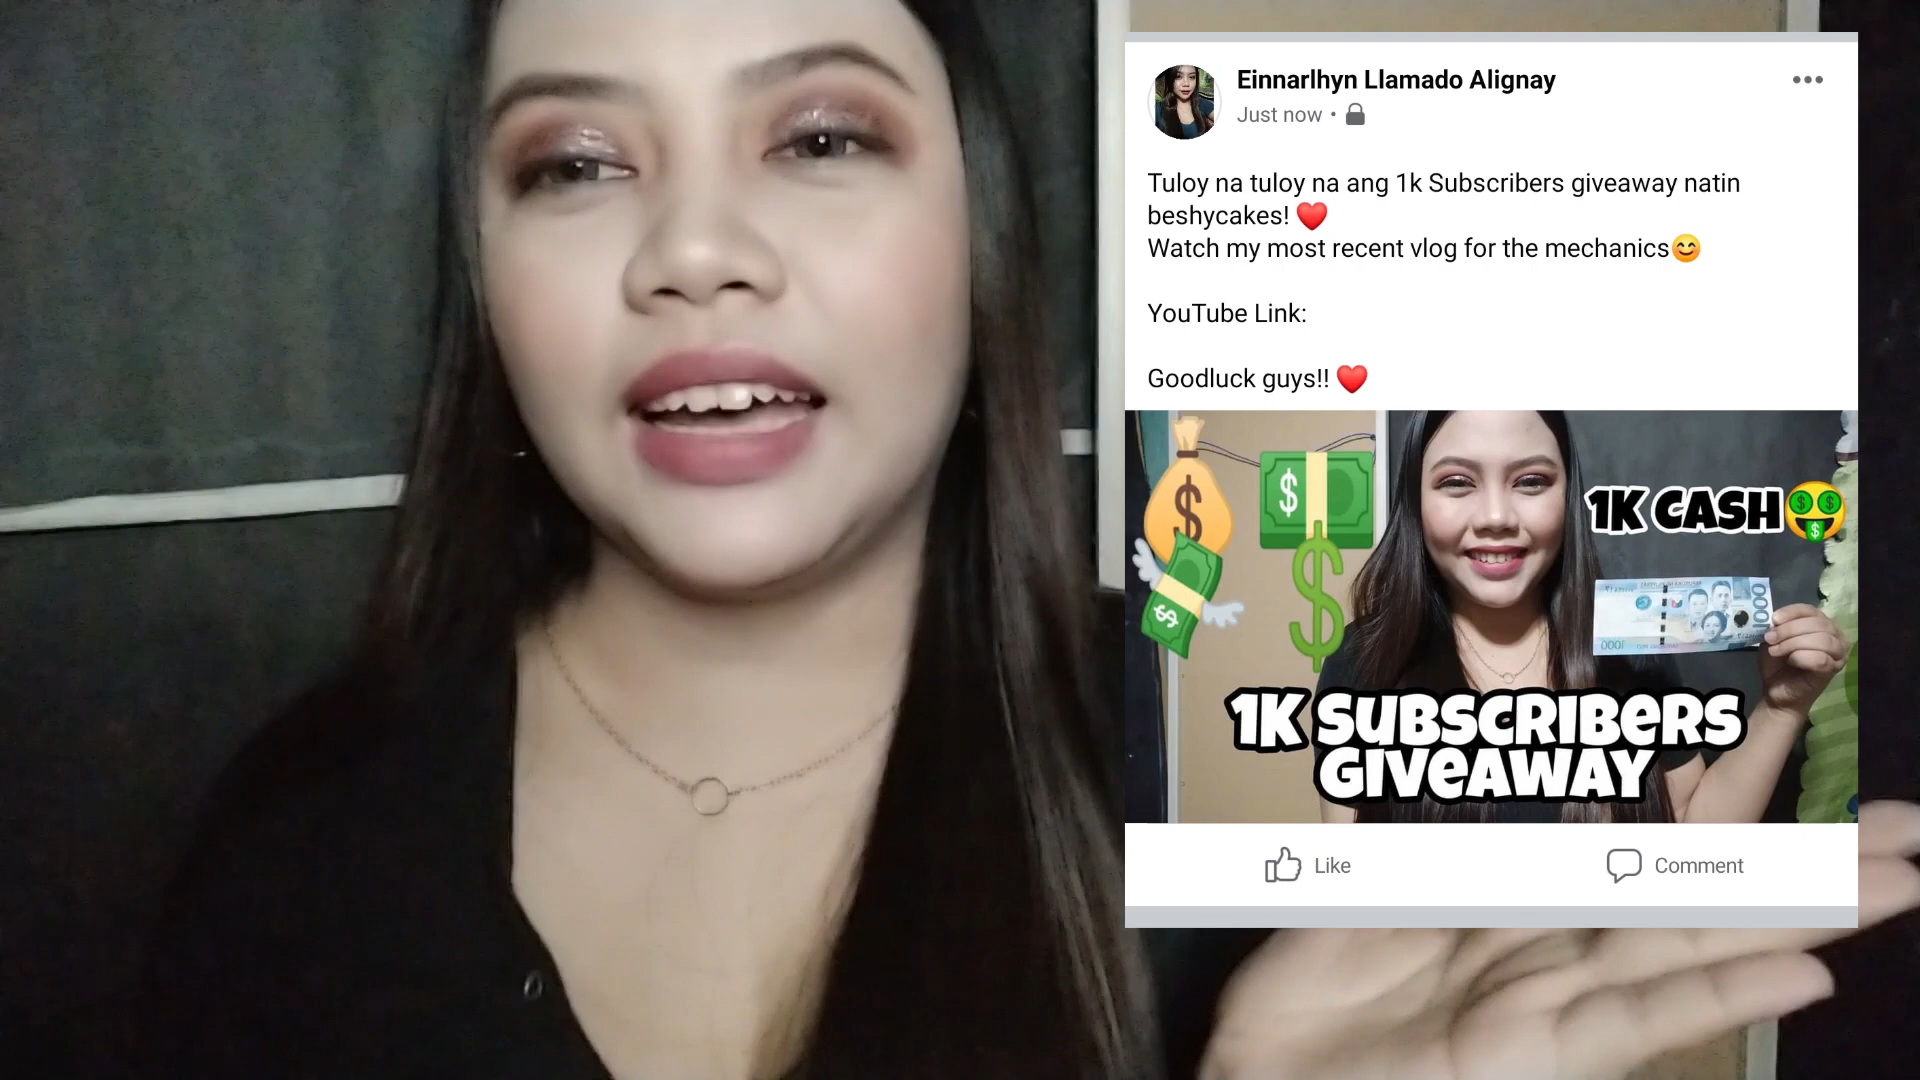 Einnarlhyn Llamado Alignay
Just now •
Tuloy na tuloy na ang 1k Subscribers giveaway natin
beshycakes! ❤️
Watch my most recent vlog for the mechanics😊
YouTube Link:
Goodluck guys!! ❤️
1K CASH🤑
1K SUBSCRIBERS
GIVEAWAY
Like
Comment